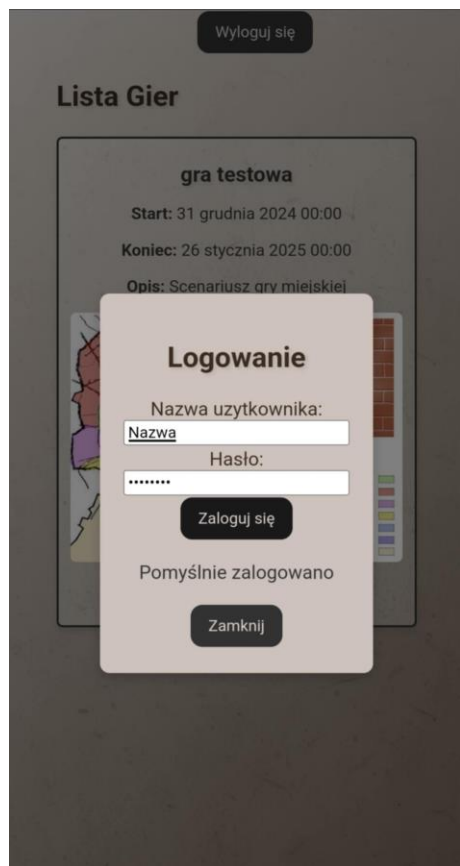 Wyloguj się
Lista Gier
gra testowa
Start: 31 grudnia 2024 00:00
Koniec: 26 stycznia 2025 00:00
Opis: Scenariusz gry miejskiej
Logowanie
Nazwa uzytkownika:
Nazwa
Hasło:
••••••••
Zaloguj się
Pomyślnie zalogowano
Zamknij